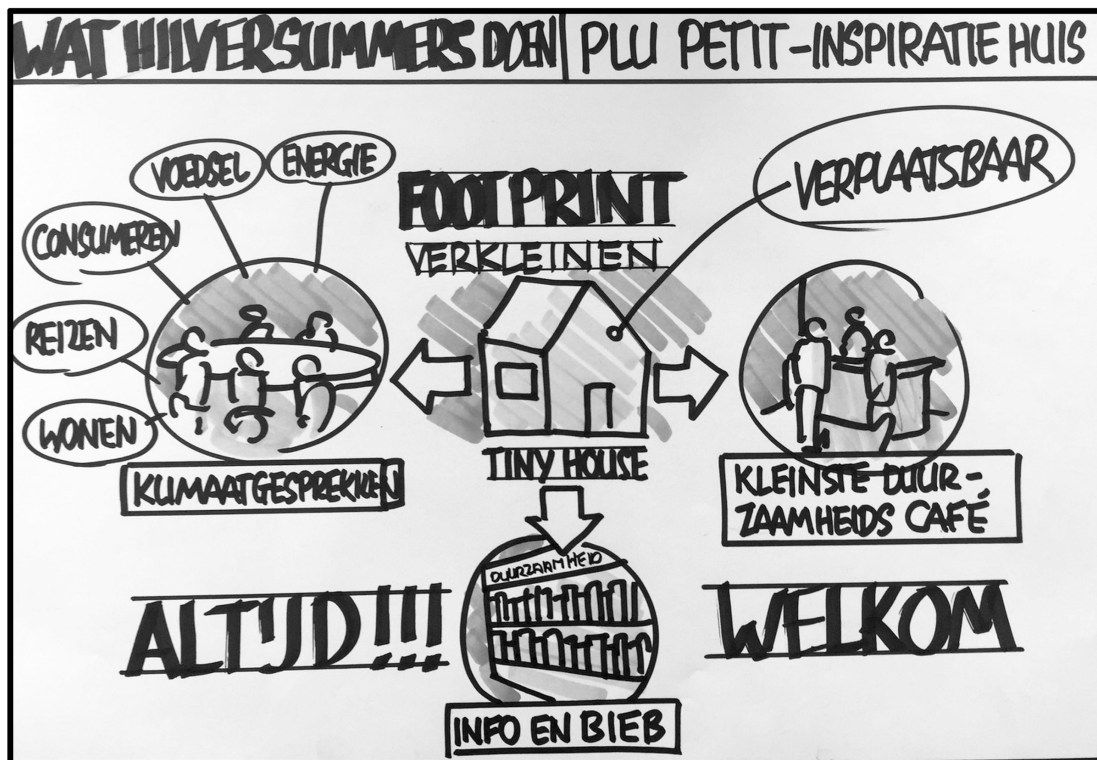 WAT HILVERSUMMERS DOEN | PLU PETIT-INSPIRATIE HUIS
VOEDSEL
ENERGIE
CONSUMEREN
REIZEN
WONEN
KLIMAATGESPREKKEN
FOOTPRINT
VERKLEINEN
TINY HOUSE
VERPLAATSBAAR
KLEINSTE DUUR-
ZAAMHEIDS CAFÉ
DUURZAAMHEID
INFO EN BIEB
ALTIJD!!!
WELKOM